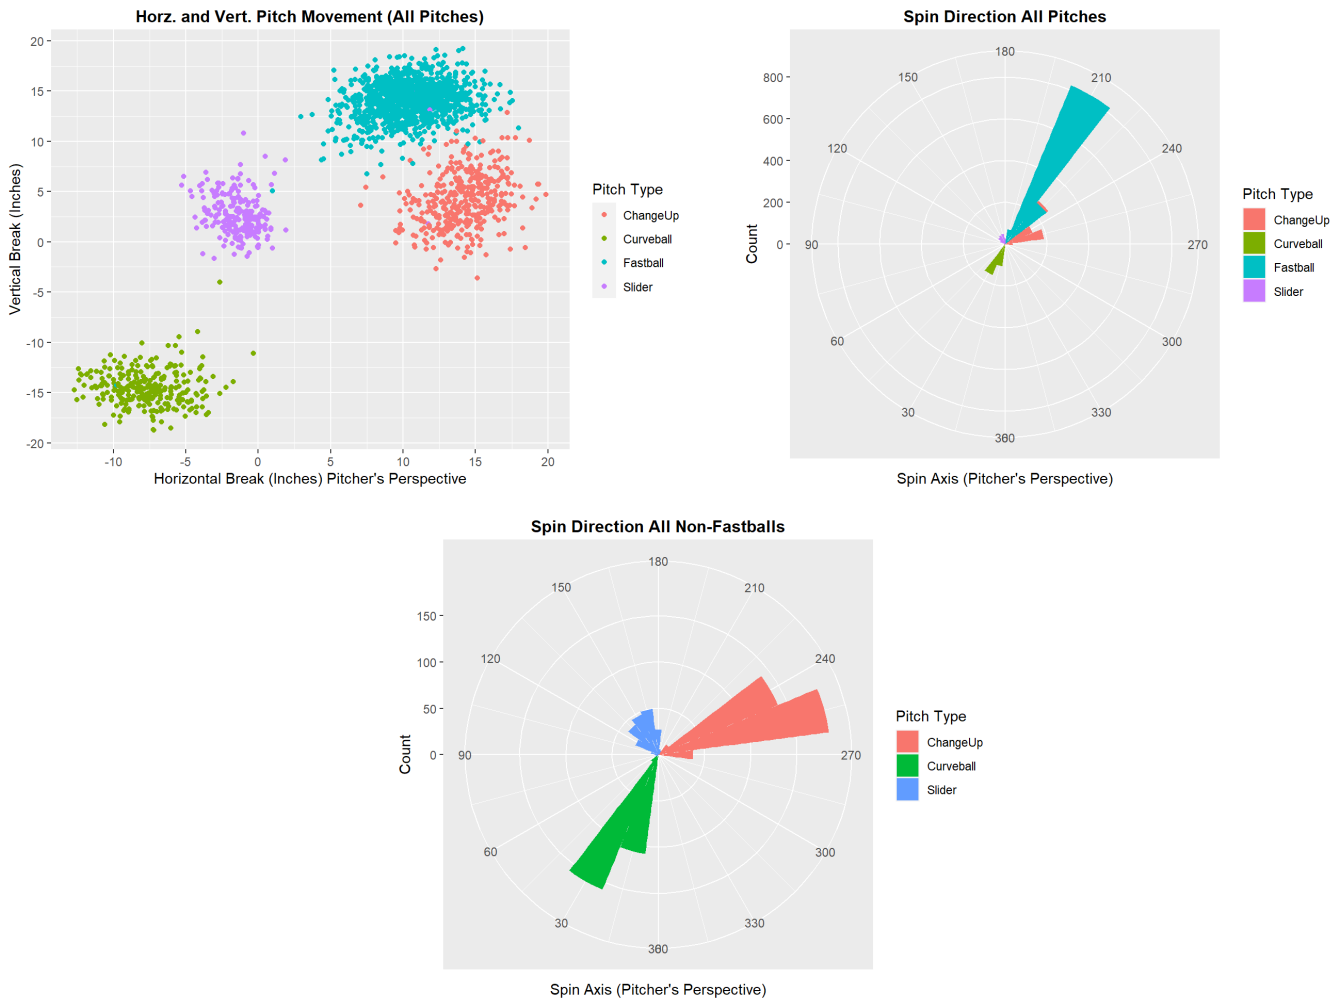 Horz. and Vert. Pitch Movement (All Pitches)
20
15
10
5
0
-5
-10
-15
-20
Vertical Break (Inches)
-10 -5 0 5 10 15 20
Horizontal Break (Inches) Pitcher's Perspective
Pitch Type
ChangeUp
Curveball
Fastball
Slider
Spin Direction All Pitches
800
600
400
200
0
Count
180
150 210
120 240
90 270
60 300
30 330
360
Spin Axis (Pitcher's Perspective)
Pitch Type
ChangeUp
Curveball
Fastball
Slider
Spin Direction All Non-Fastballs
150
100
50
0
Count
180
150 210
120 240
90 270
60 300
30 330
360
Spin Axis (Pitcher's Perspective)
Pitch Type
ChangeUp
Curveball
Slider